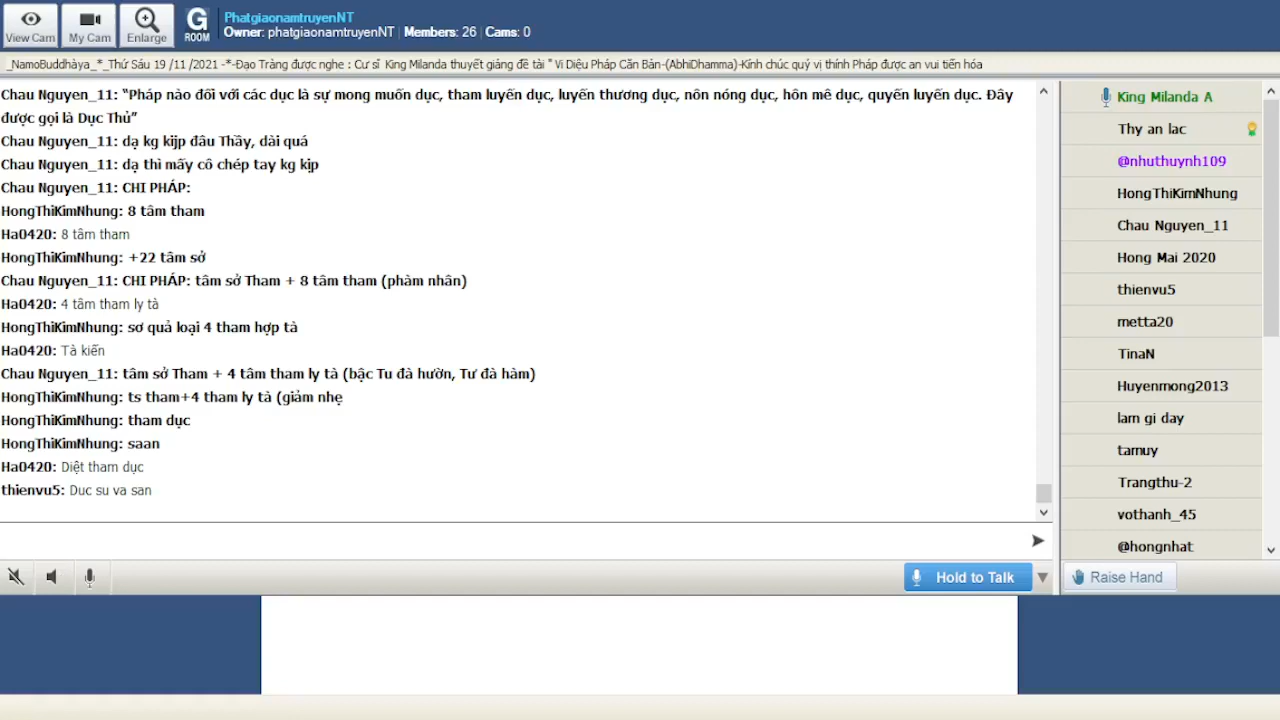 View Cam
My Cam
Enlarge
G
ROOM
PhatgiaonamtruyenNT
Owner: phatgiaonamtruyenNT | Members: 26 | Cams: 0
_NamoBuddhàya_*_Thứ Sáu 19 /11 /2021 -*-Đạo Tràng được nghe : Cư sĩ King Milanda thuyết giảng đề tài " Vi Diệu Pháp Căn Bản-(AbhiDhamma)-Kính chúc quý vị thính Pháp được an vui tiến hóa
Chau Nguyen_11: “Pháp nào đối với các dục là sự mong muốn dục, tham luyến dục, luyến thương dục, nôn nóng dục, hôn mê dục, quyến luyến dục. Đây
được gọi là Dục Thủ”
Chau Nguyen_11: dạ kg kijp đâu Thầy, dài quá
Chau Nguyen_11: dạ thì mấy cô chép tay kg kịp
Chau Nguyen_11: CHI PHÁP:
HongThiKimNhung: 8 tâm tham
Ha0420: 8 tâm tham
HongThiKimNhung: +22 tâm sở
Chau Nguyen_11: CHI PHÁP: tâm sở Tham + 8 tâm tham (phàm nhân)
Ha0420: 4 tâm tham ly tà
HongThiKimNhung: sơ quả loại 4 tham hợp tà
Ha0420: Tà kiến
Chau Nguyen_11: tâm sở Tham + 4 tâm tham ly tà (bậc Tu đà hườn, Tư đà hàm)
HongThiKimNhung: ts tham+4 tham ly tà (giảm nhẹ
HongThiKimNhung: tham dục
HongThiKimNhung: saan
Ha0420: Diệt tham dục
thienvu5: Duc su va san
Hold to Talk
King Milanda A
Thy an lac
@nhuthuynh109
HongThiKimNhung
Chau Nguyen_11
Hong Mai 2020
thienvu5
metta20
TinaN
Huyenmong2013
lam gi day
tamuy
Trangthu-2
vothanh_45
@hongnhat
Raise Hand